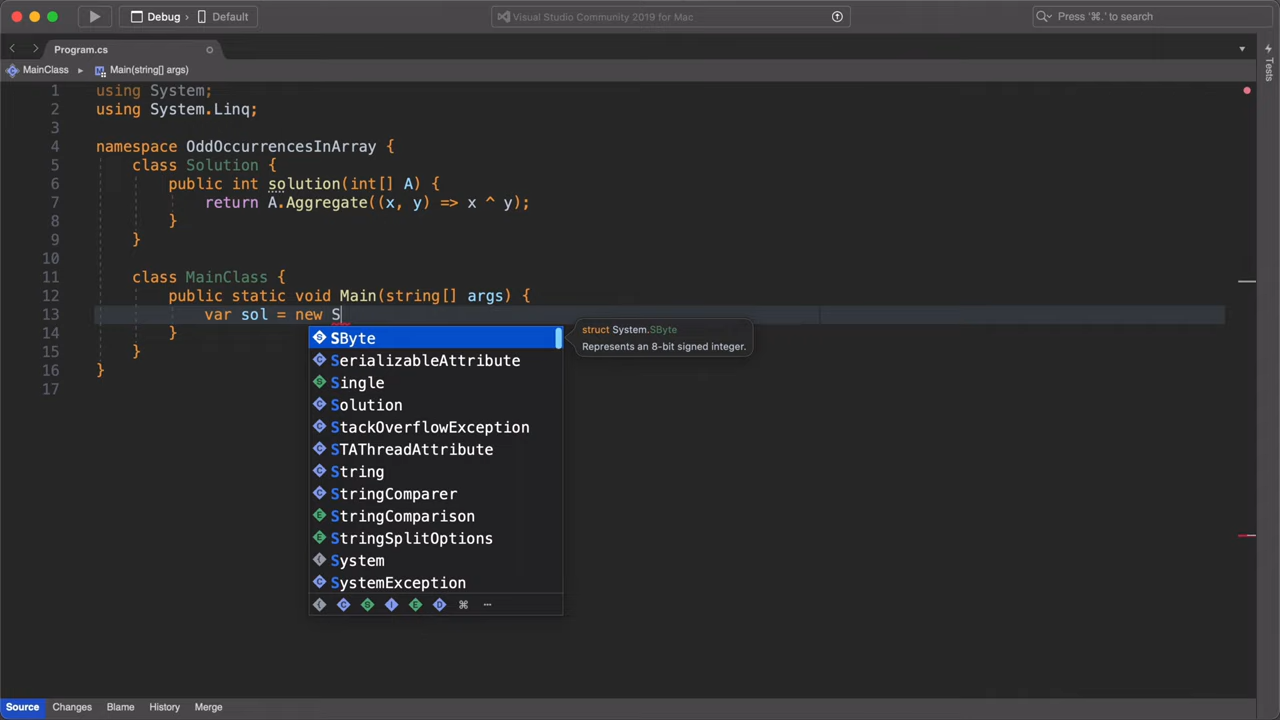 Debug › Default
Visual Studio Community 2019 for Mac
Press '⌘.' to search
Program.cs
MainClass ▸ Main(string[] args)
Tests
1 using System;
2 using System.Linq;
3
4 namespace OddOccurrencesInArray {
5 class Solution {
6 public int solution(int[] A) {
7 return A.Aggregate((x, y) => x ^ y);
8 }
9 }
10
11 class MainClass {
12 public static void Main(string[] args) {
13 var sol = new S
14 }
15 }
16 }
17
SByte
SerializableAttribute
Single
Solution
StackOverflowException
STAThreadAttribute
String
StringComparer
StringComparison
StringSplitOptions
System
SystemException
struct System.SByte
Represents an 8-bit signed integer.
Source Changes Blame History Merge